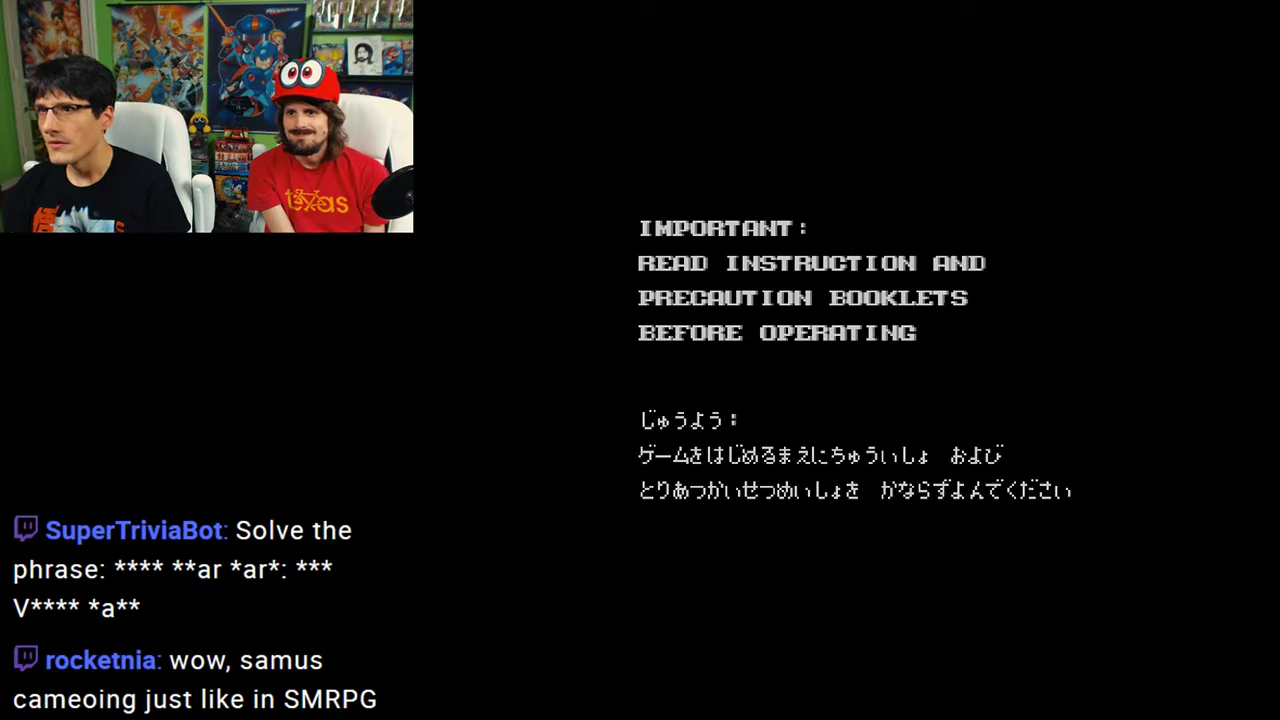 texas
IMPORTANT:
READ INSTRUCTION AND
PRECAUTION BOOKLETS
BEFORE OPERATING
じゅうよう:
ゲームをはじめるまえにちゅういしょ および
とりあつかいせつめいしょを かならずよんでください
SuperTriviaBot: Solve the
phrase: **** **ar *ar*: ***
V**** *a**
rocketnia: wow, samus
cameoing just like in SMRPG